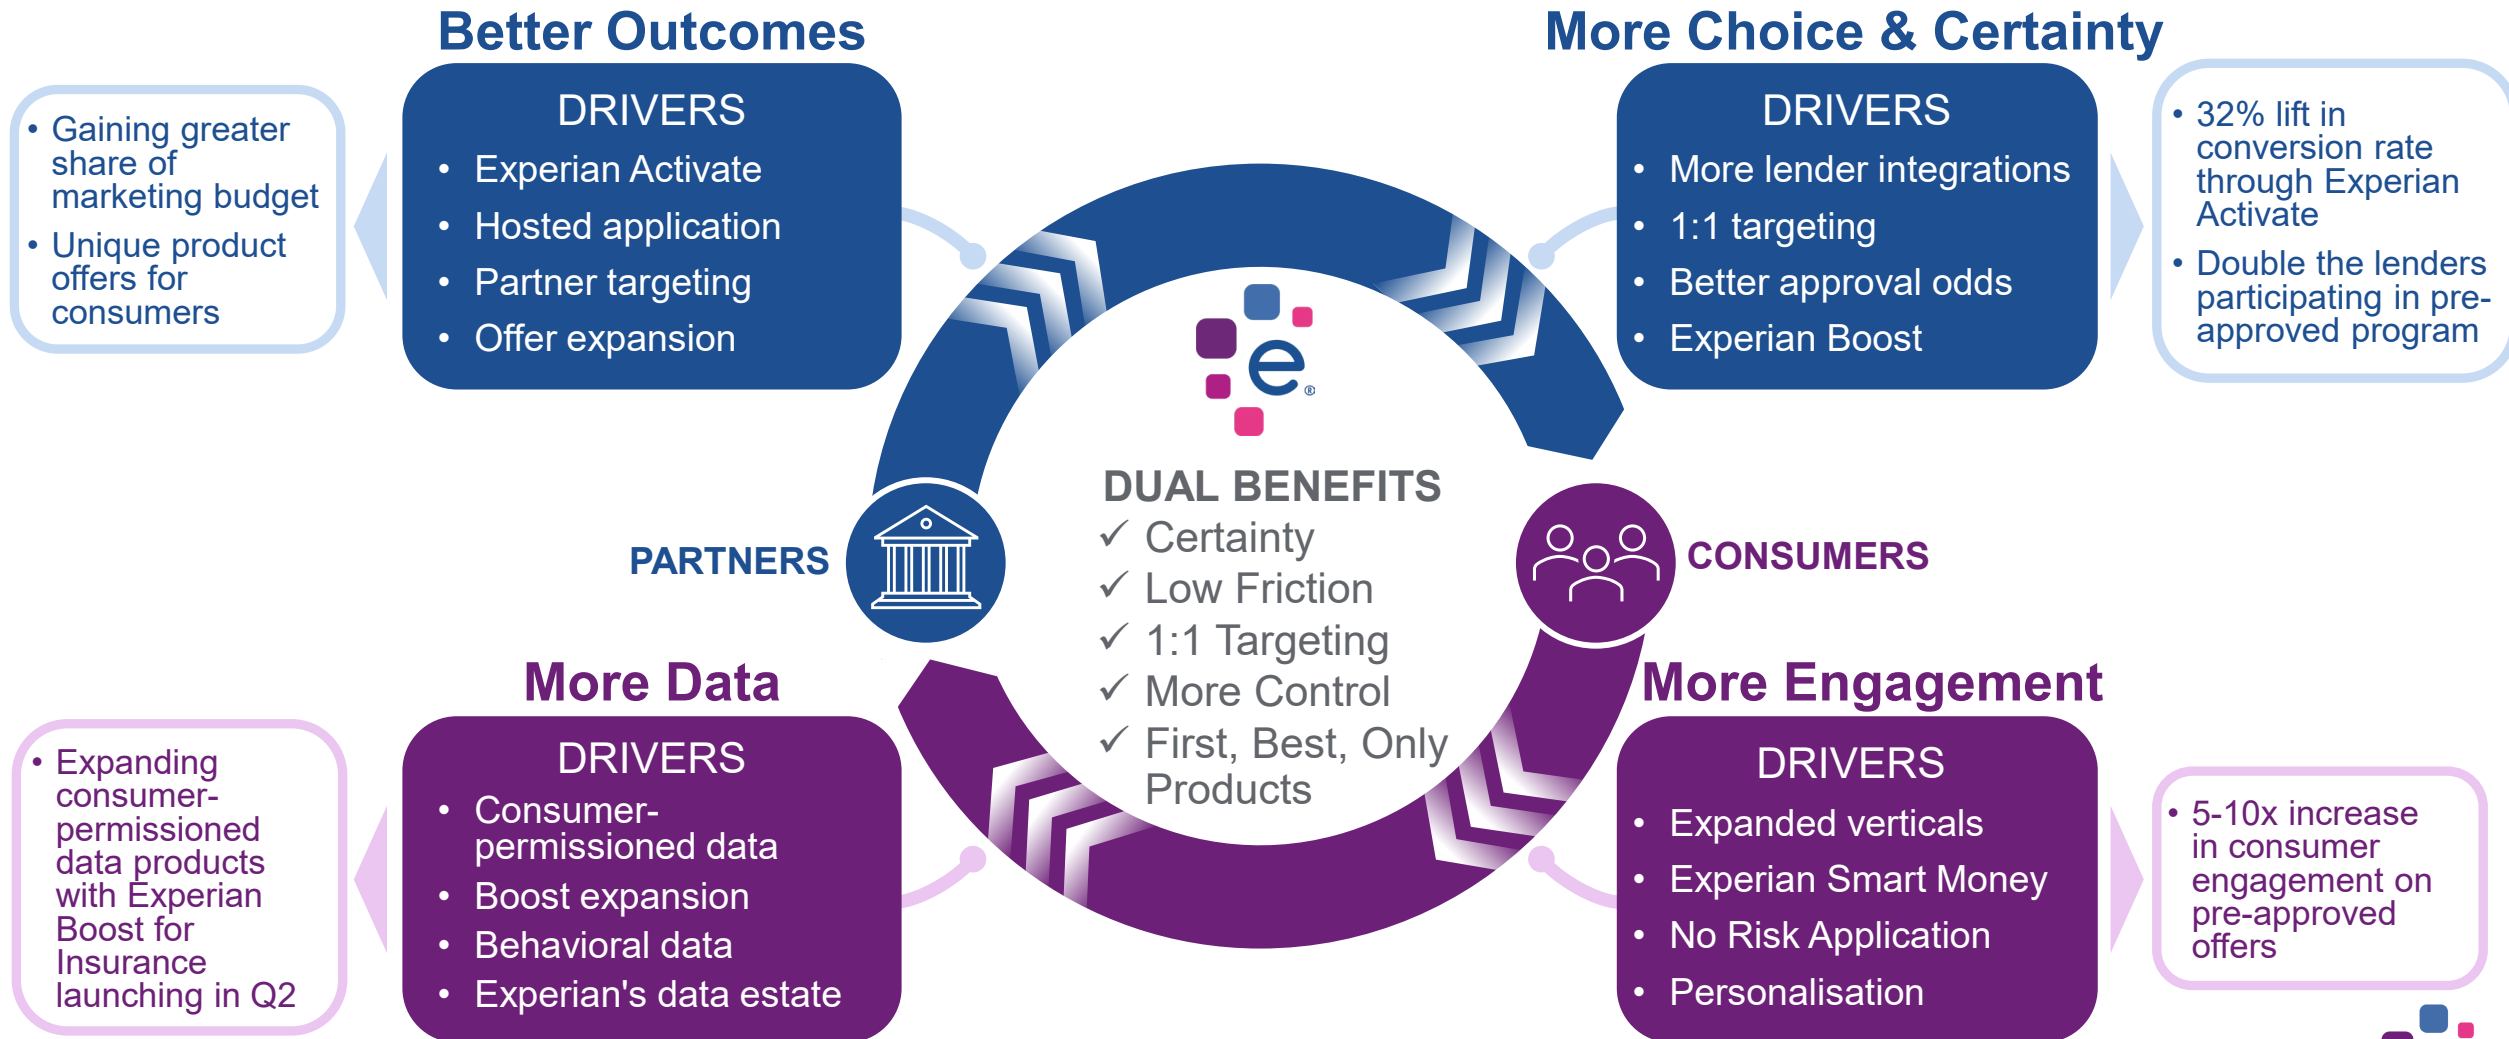 Better Outcomes
• Gaining greater
share of
marketing budget
• Unique product
offers for
consumers
DRIVERS
• Experian Activate
• Hosted application
• Partner targeting
• Offer expansion
More Choice & Certainty
DRIVERS
• More lender integrations
• 1:1 targeting
• Better approval odds
• Experian Boost
• 32% lift in
conversion rate
through Experian
Activate
• Double the lenders
participating in pre-
approved program
e®
DUAL BENEFITS
✓ Certainty
✓ Low Friction
✓ 1:1 Targeting
✓ More Control
✓ First, Best, Only
Products
PARTNERS
CONSUMERS
More Data
• Expanding
consumer-
permissioned
data products
with Experian
Boost for
Insurance
launching in Q2
DRIVERS
• Consumer-
permissioned data
• Boost expansion
• Behavioral data
• Experian's data estate
More Engagement
DRIVERS
• Expanded verticals
• Experian Smart Money
• No Risk Application
• Personalisation
• 5-10x increase
in consumer
engagement on
pre-approved
offers